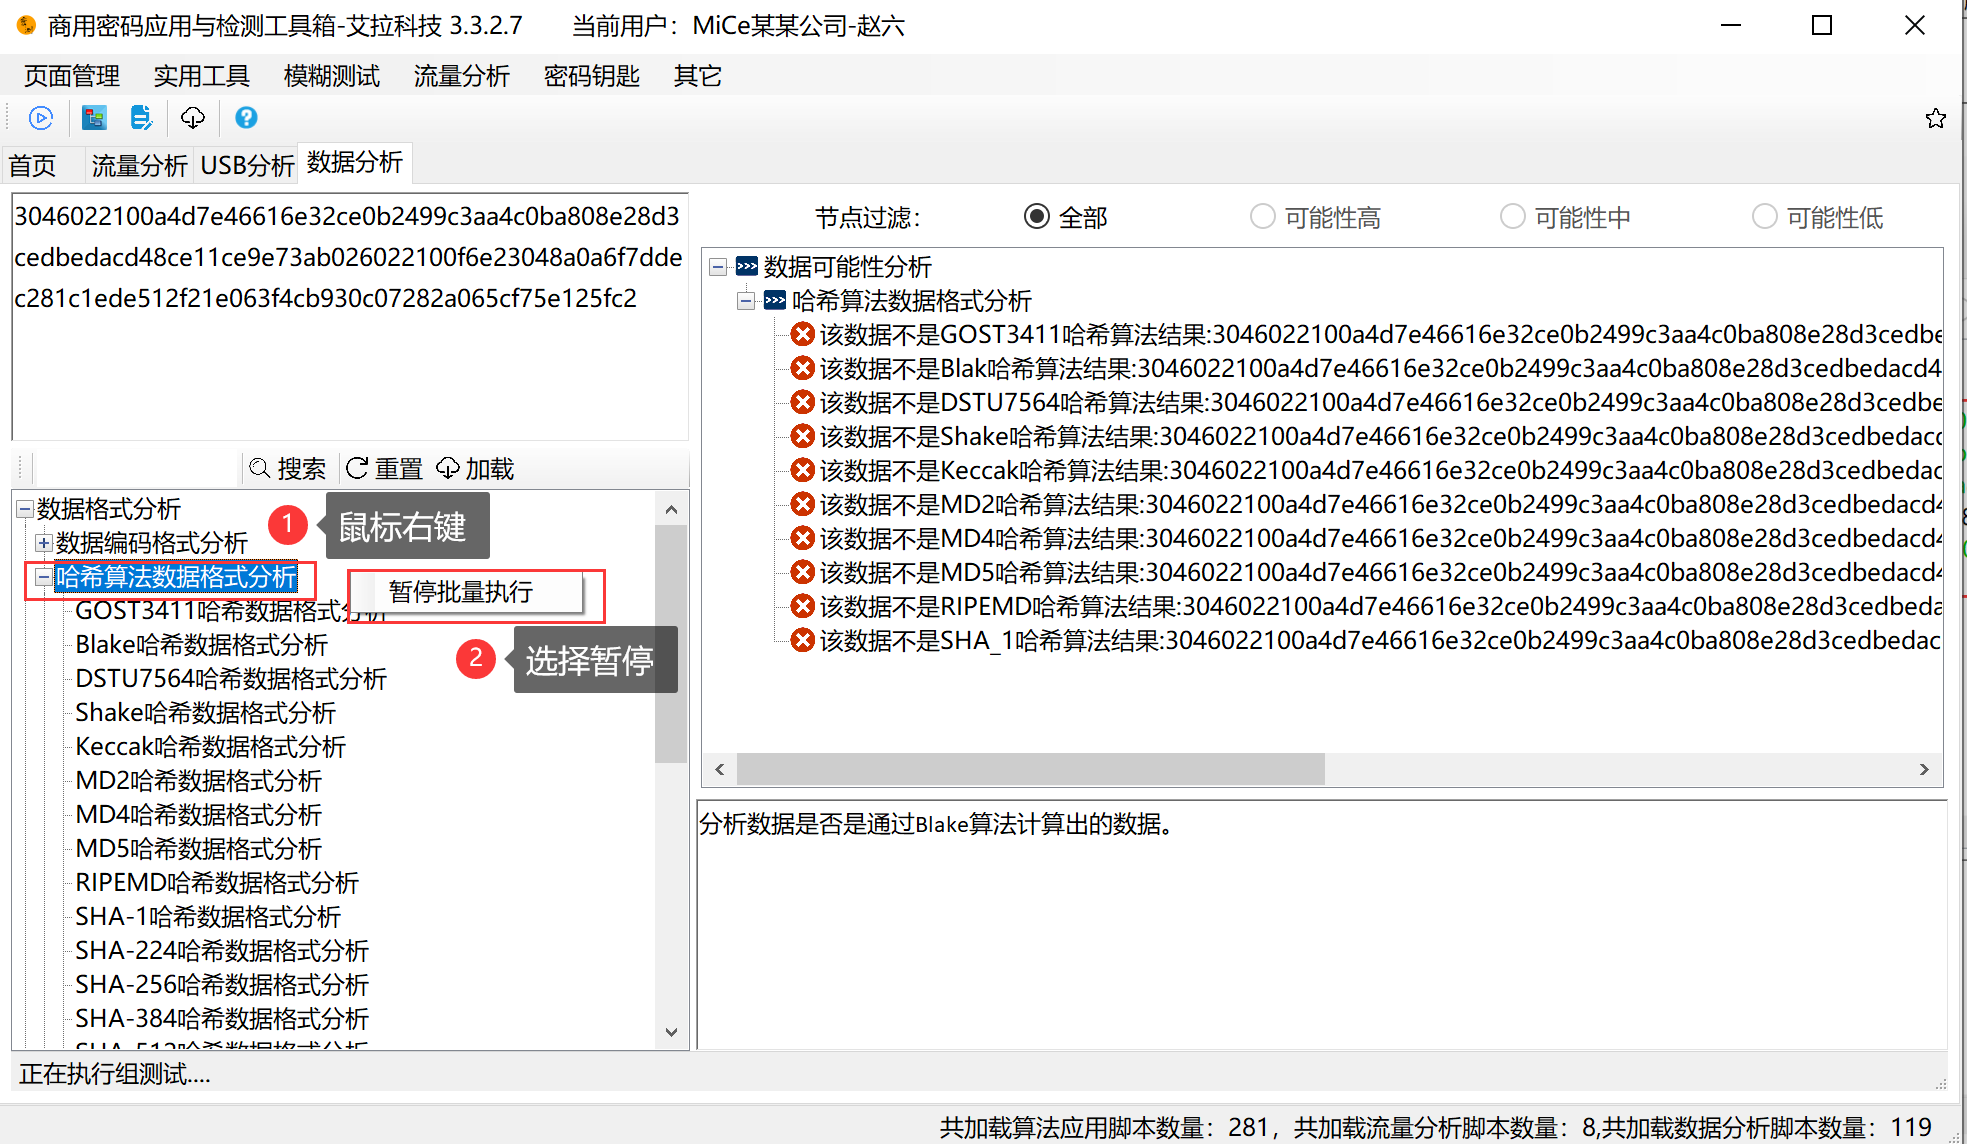 商用密码应用与检测工具箱-艾拉科技 3.3.2.7 当前用户：MiCe某某公司-赵六
页面管理 实用工具 模糊测试 流量分析 密码钥匙 其它
首页 流量分析 USB分析 数据分析
3046022100a4d7e46616e32ce0b2499c3aa4c0ba808e28d3
cedbedacd48ce11ce9e73ab026022100f6e23048a0a6f7dde
c281c1ede512f21e063f4cb930c07282a065cf75e125fc2
搜索 重置 加载
数据格式分析
数据编码格式分析
哈希算法数据格式分析
GOST3411哈希数据格式分析
Blake哈希数据格式分析
DSTU7564哈希数据格式分析
Shake哈希数据格式分析
Keccak哈希数据格式分析
MD2哈希数据格式分析
MD4哈希数据格式分析
MD5哈希数据格式分析
RIPEMD哈希数据格式分析
SHA-1哈希数据格式分析
SHA-224哈希数据格式分析
SHA-256哈希数据格式分析
SHA-384哈希数据格式分析
SHA-512哈希数据格式分析
1 鼠标右键
暂停批量执行
2 选择暂停
节点过滤： 全部 可能性高 可能性中 可能性低
数据可能性分析
哈希算法数据格式分析
该数据不是GOST3411哈希算法结果:3046022100a4d7e46616e32ce0b2499c3aa4c0ba808e28d3cedbe
该数据不是Blak哈希算法结果:3046022100a4d7e46616e32ce0b2499c3aa4c0ba808e28d3cedbedacd4
该数据不是DSTU7564哈希算法结果:3046022100a4d7e46616e32ce0b2499c3aa4c0ba808e28d3cedbe
该数据不是Shake哈希算法结果:3046022100a4d7e46616e32ce0b2499c3aa4c0ba808e28d3cedbedacd
该数据不是Keccak哈希算法结果:3046022100a4d7e46616e32ce0b2499c3aa4c0ba808e28d3cedbedac
该数据不是MD2哈希算法结果:3046022100a4d7e46616e32ce0b2499c3aa4c0ba808e28d3cedbedacd4
该数据不是MD4哈希算法结果:3046022100a4d7e46616e32ce0b2499c3aa4c0ba808e28d3cedbedacd4
该数据不是MD5哈希算法结果:3046022100a4d7e46616e32ce0b2499c3aa4c0ba808e28d3cedbedacd4
该数据不是RIPEMD哈希算法结果:3046022100a4d7e46616e32ce0b2499c3aa4c0ba808e28d3cedbeda
该数据不是SHA_1哈希算法结果:3046022100a4d7e46616e32ce0b2499c3aa4c0ba808e28d3cedbedac
分析数据是否是通过Blake算法计算出的数据。
正在执行组测试....
共加载算法应用脚本数量：281，共加载流量分析脚本数量：8,共加载数据分析脚本数量：119